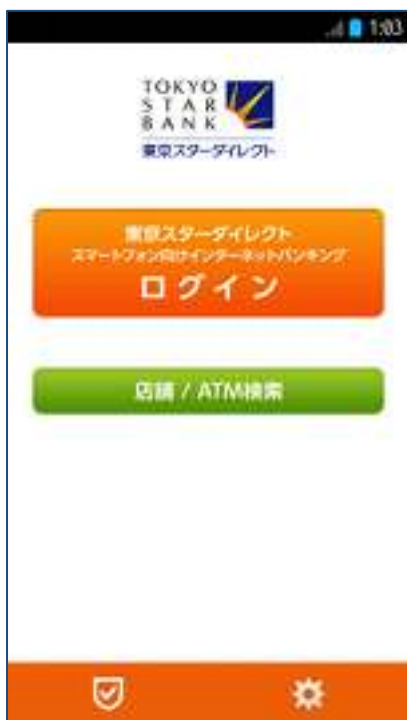 1:03
TOKYO
STAR
BANK
東京スターダイレクト
東京スターダイレクト
スマートフォン向けインターネットバンキング
ログイン
店舗 / ATM検索